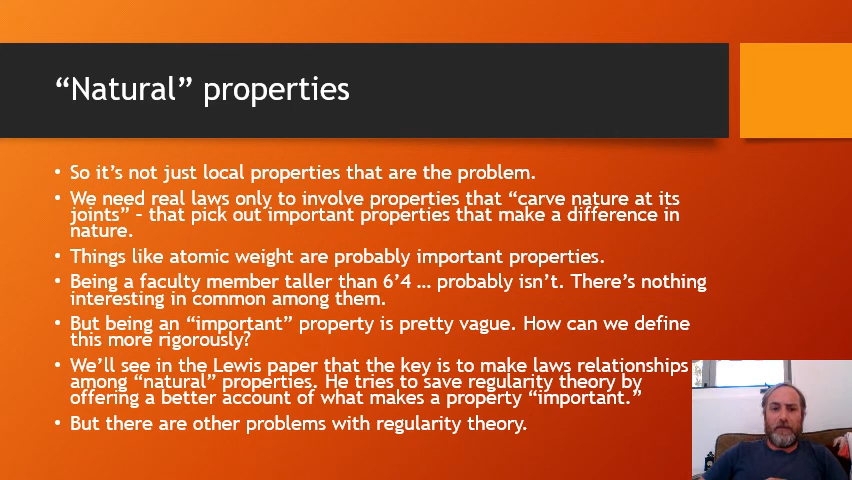 “Natural” properties
• So it’s not just local properties that are the problem.
• We need real laws only to involve properties that “carve nature at its
joints” – that pick out important properties that make a difference in
nature.
• Things like atomic weight are probably important properties.
• Being a faculty member taller than 6’4 … probably isn’t. There’s nothing
interesting in common among them.
• But being an “important” property is pretty vague. How can we define
this more rigorously?
• We’ll see in the Lewis paper that the key is to make laws relationships
among “natural” properties. He tries to save regularity theory by
offering a better account of what makes a property “important.”
• But there are other problems with regularity theory.